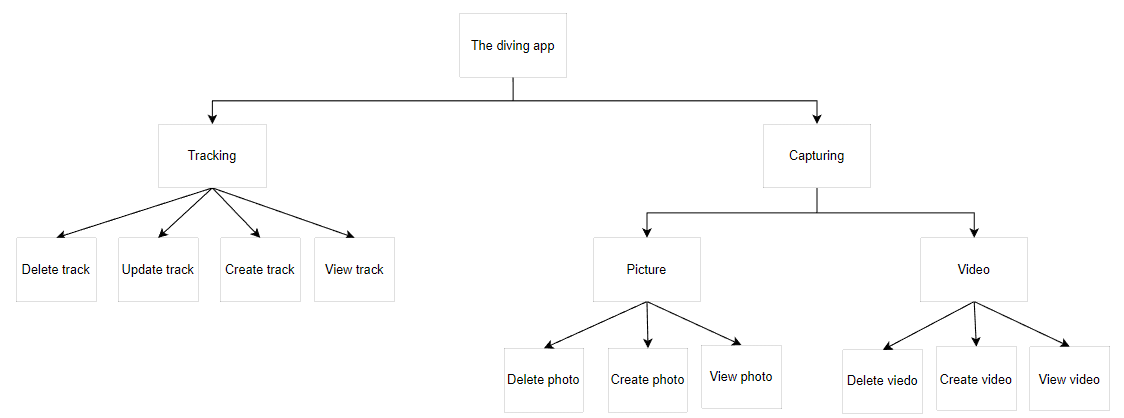 The diving app
Tracking
Capturing
Delete track
Update track
Create track
View track
Picture
Video
Delete photo
Create photo
View photo
Delete viedo
Create video
View video